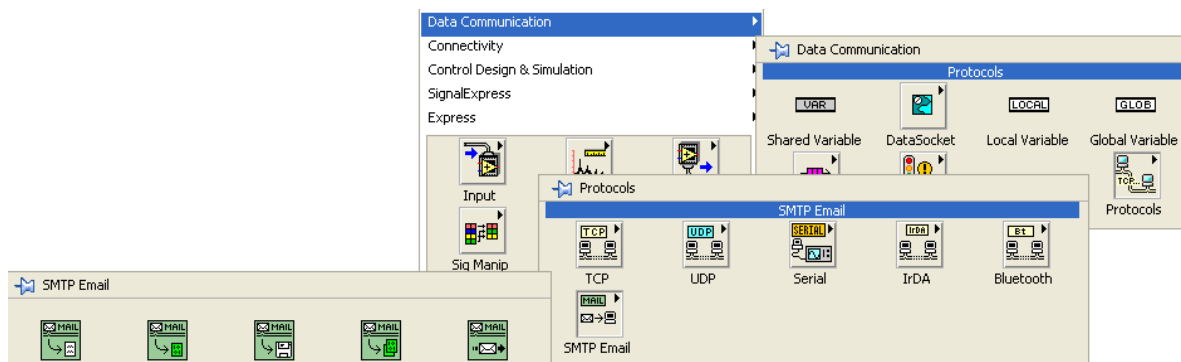 Data Communication
Connectivity
Control Design & Simulation
SignalExpress
Express
Input
Sig Manip
Data Communication
Protocols
VAR
LOCAL
GLOB
Shared Variable
DataSocket
Local Variable
Global Variable
TCP...
Protocols
Protocols
SMTP Email
TCP
UDP
SERIAL
IrDA
Bt
TCP
UDP
Serial
IrDA
Bluetooth
MAIL
SMTP Email
SMTP Email
MAIL
MAIL
MAIL
MAIL
MAIL